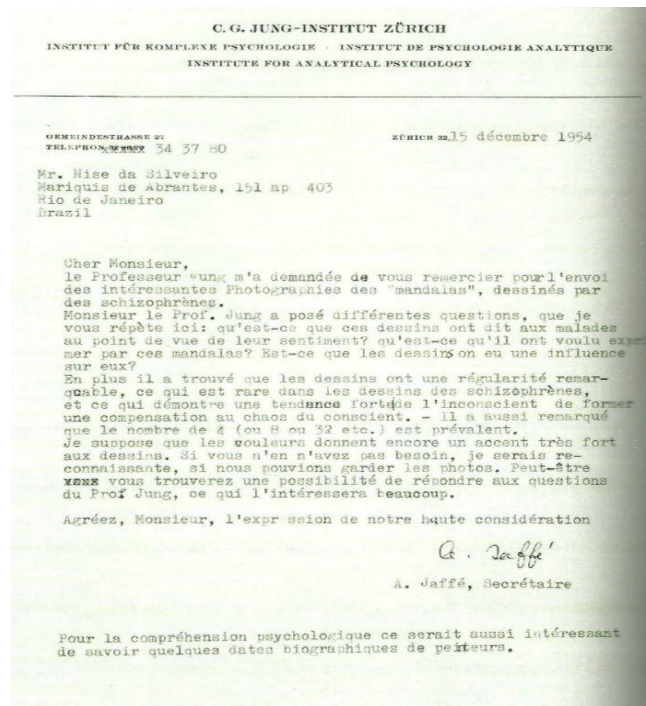 C. G. JUNG-INSTITUT ZÜRICH
INSTITUT FÜR KOMPLEXE PSYCHOLOGIE · INSTITUT DE PSYCHOLOGIE ANALYTIQUE
INSTITUTE FOR ANALYTICAL PSYCHOLOGY
GEMEINDESTRASSE 27
TELEPHON 34 37 80
ZÜRICH 32, 15 décembre 1954
Mr. Nise da Silveiro
Mariquis de Abrantes, 151 ap 403
Rio de Janeiro
Brazil
Cher Monsieur,
le Professeur Jung m'a demandée de vous remercier pour l'envoi
des intéressantes Photographies des "mandalas", dessinés par
des schizophrènes.
Monsieur le Prof. Jung a posé différentes questions, que je
vous répète ici: qu'est-ce que ces dessins ont dit aux malades
au point de vue de leur sentiment? qu'est-ce qu'il ont voulu expri
mer par ces mandalas? Est-ce que les dessins on eu une influence
sur eux?
En plus il a trouvé que les dessins ont une régularité remar-
quable, ce qui est rare dans les dessins des schizophrènes,
et ce qui démontre une tendance forte de l'inconscient de former
une compensation au chaos du conscient. - il a aussi remarqué
que le nombre de 4 (ou 8 ou 32 etc.) est prévalent.
Je suppose que les couleurs donnent encore un accent très fort
aux dessins. Si vous n'en n'avez pas besoin, je serais re-
connaissante, si nous pouvions garder les photos. Peut-être
xxxx vous trouverez une possibilité de répondre aux questions
du Prof Jung, ce qui l'intéressera beaucoup.
Agréez, Monsieur, l'expr ssion de notre haute considération
A. Jaffé
A. Jaffé, Secrétaire
Pour la compréhension psychologique ce serait aussi intéressant
de savoir quelques dates biographiques de peiteurs.